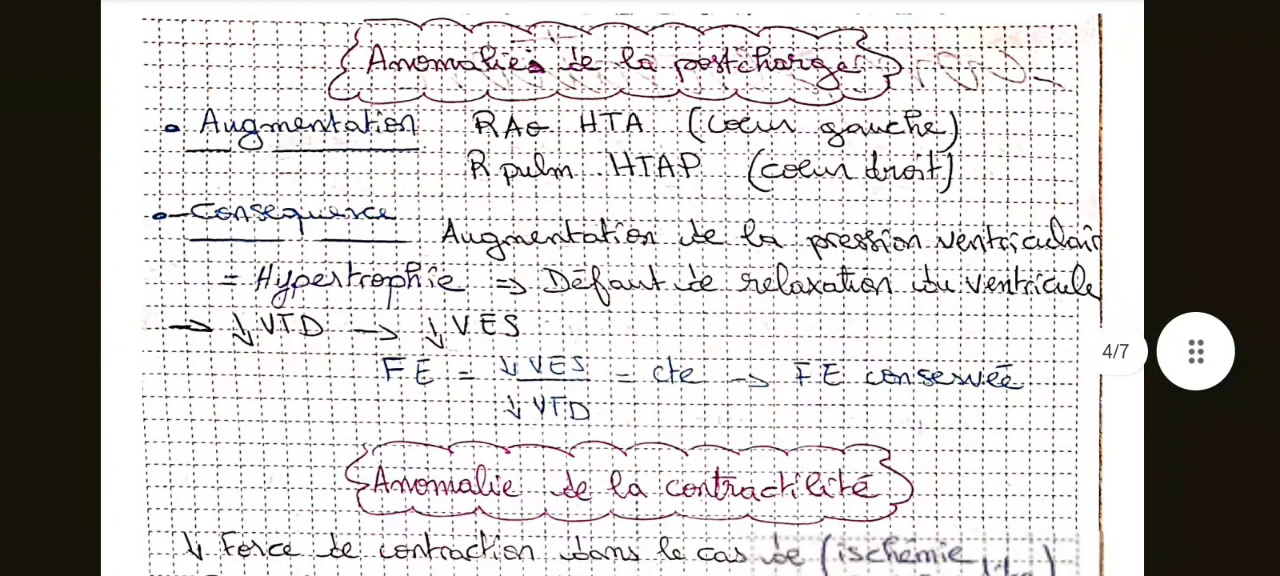 Anomalies de la postcharge
• Augmentation RAO HTA (cœur gauche)
R pulm HTAP (cœur droit)
• Consequence Augmentation de la pression ventriculair
= Hypertrophie => Défaut de relaxation du ventricule
→ ↓ VTD → ↓ VES
FE = ↓ VES / ↓ VTD = cte → FE conservée
4/7
Anomalie de la contractilité
↓ Force de contraction dans le cas de (ischémie